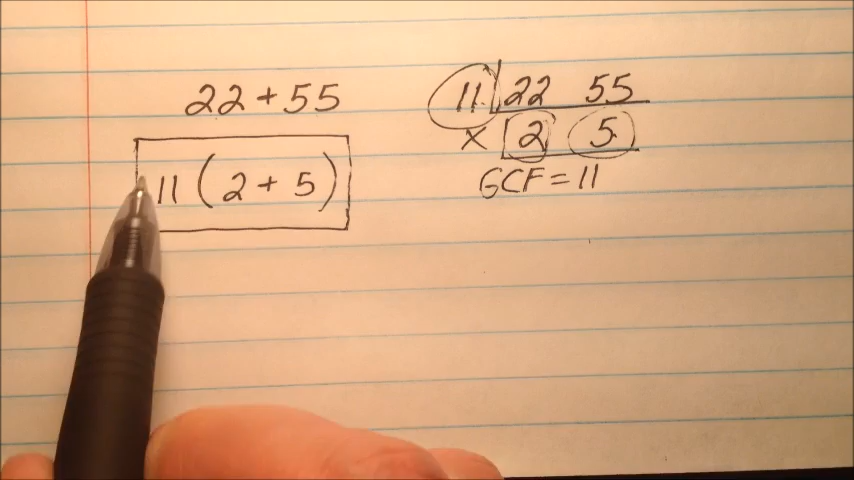 22+55
11 (2 + 5)
11 22 55
X 2 5
GCF = 11